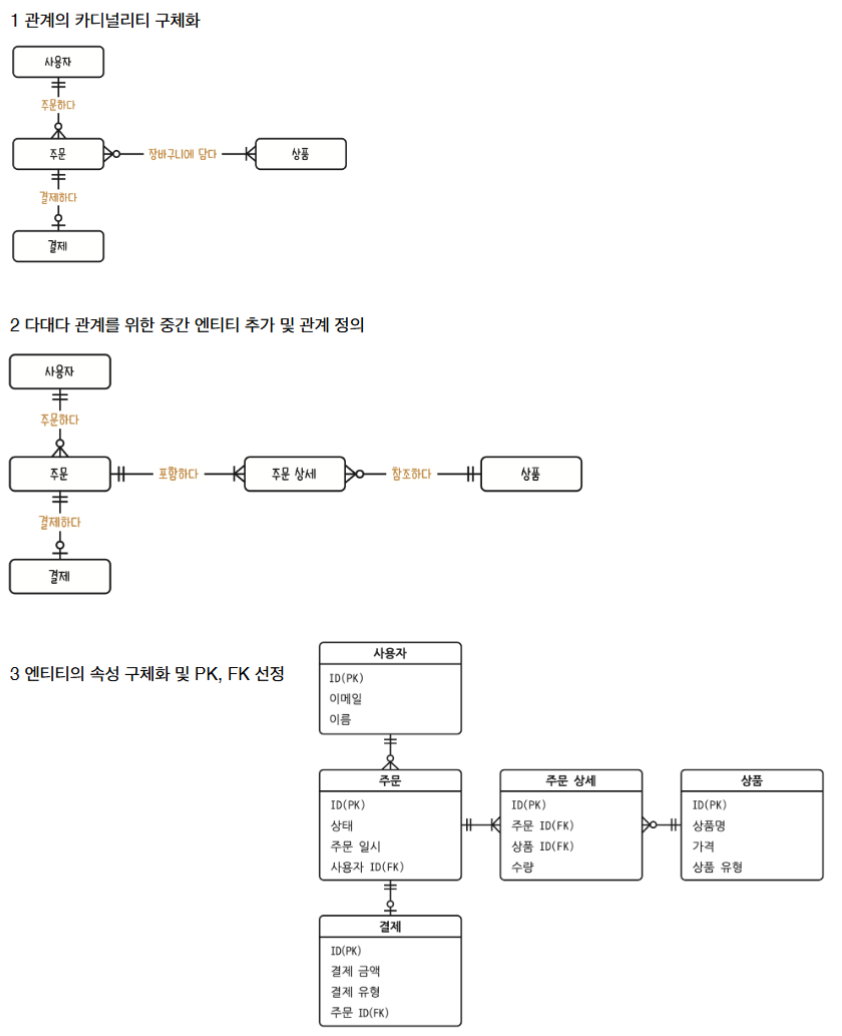 1 관계의 카디널리티 구체화
사용자
주문하다
주문
장바구니에 담다
상품
결제하다
결제
2 다대다 관계를 위한 중간 엔티티 추가 및 관계 정의
사용자
주문하다
주문
포함하다
주문 상세
참조하다
상품
결제하다
결제
3 엔티티의 속성 구체화 및 PK, FK 선정
사용자
ID(PK)
이메일
이름
주문
ID(PK)
상태
주문 일시
사용자 ID(FK)
주문 상세
ID(PK)
주문 ID(FK)
상품 ID(FK)
수량
상품
ID(PK)
상품명
가격
상품 유형
결제
ID(PK)
결제 금액
결제 유형
주문 ID(FK)